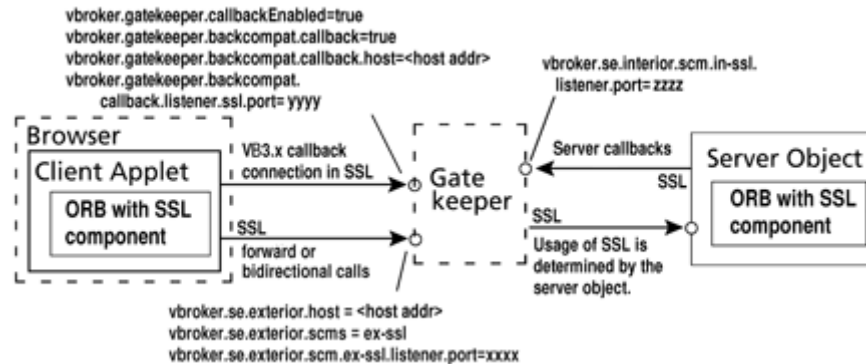 vbroker.gatekeeper.callbackEnabled=true
vbroker.gatekeeper.backcompat.callback=true
vbroker.gatekeeper.backcompat.callback.host=<host addr>
vbroker.gatekeeper.backcompat.
callback.listener.ssl.port= yyyy
vbroker.se.interior.scm.in-ssl.
listener.port= zzzz
Browser
Client Applet
ORB with SSL
component
VB3.x callback
connection in SSL
SSL
forward or
bidirectional calls
Gate
keeper
Server callbacks
SSL
SSL
Usage of SSL is
determined by the
server object.
Server Object
ORB with SSL
component
vbroker.se.exterior.host = <host addr>
vbroker.se.exterior.scms = ex-ssl
vbroker.se.exterior.scm.ex-ssl.listener.port=xxxx